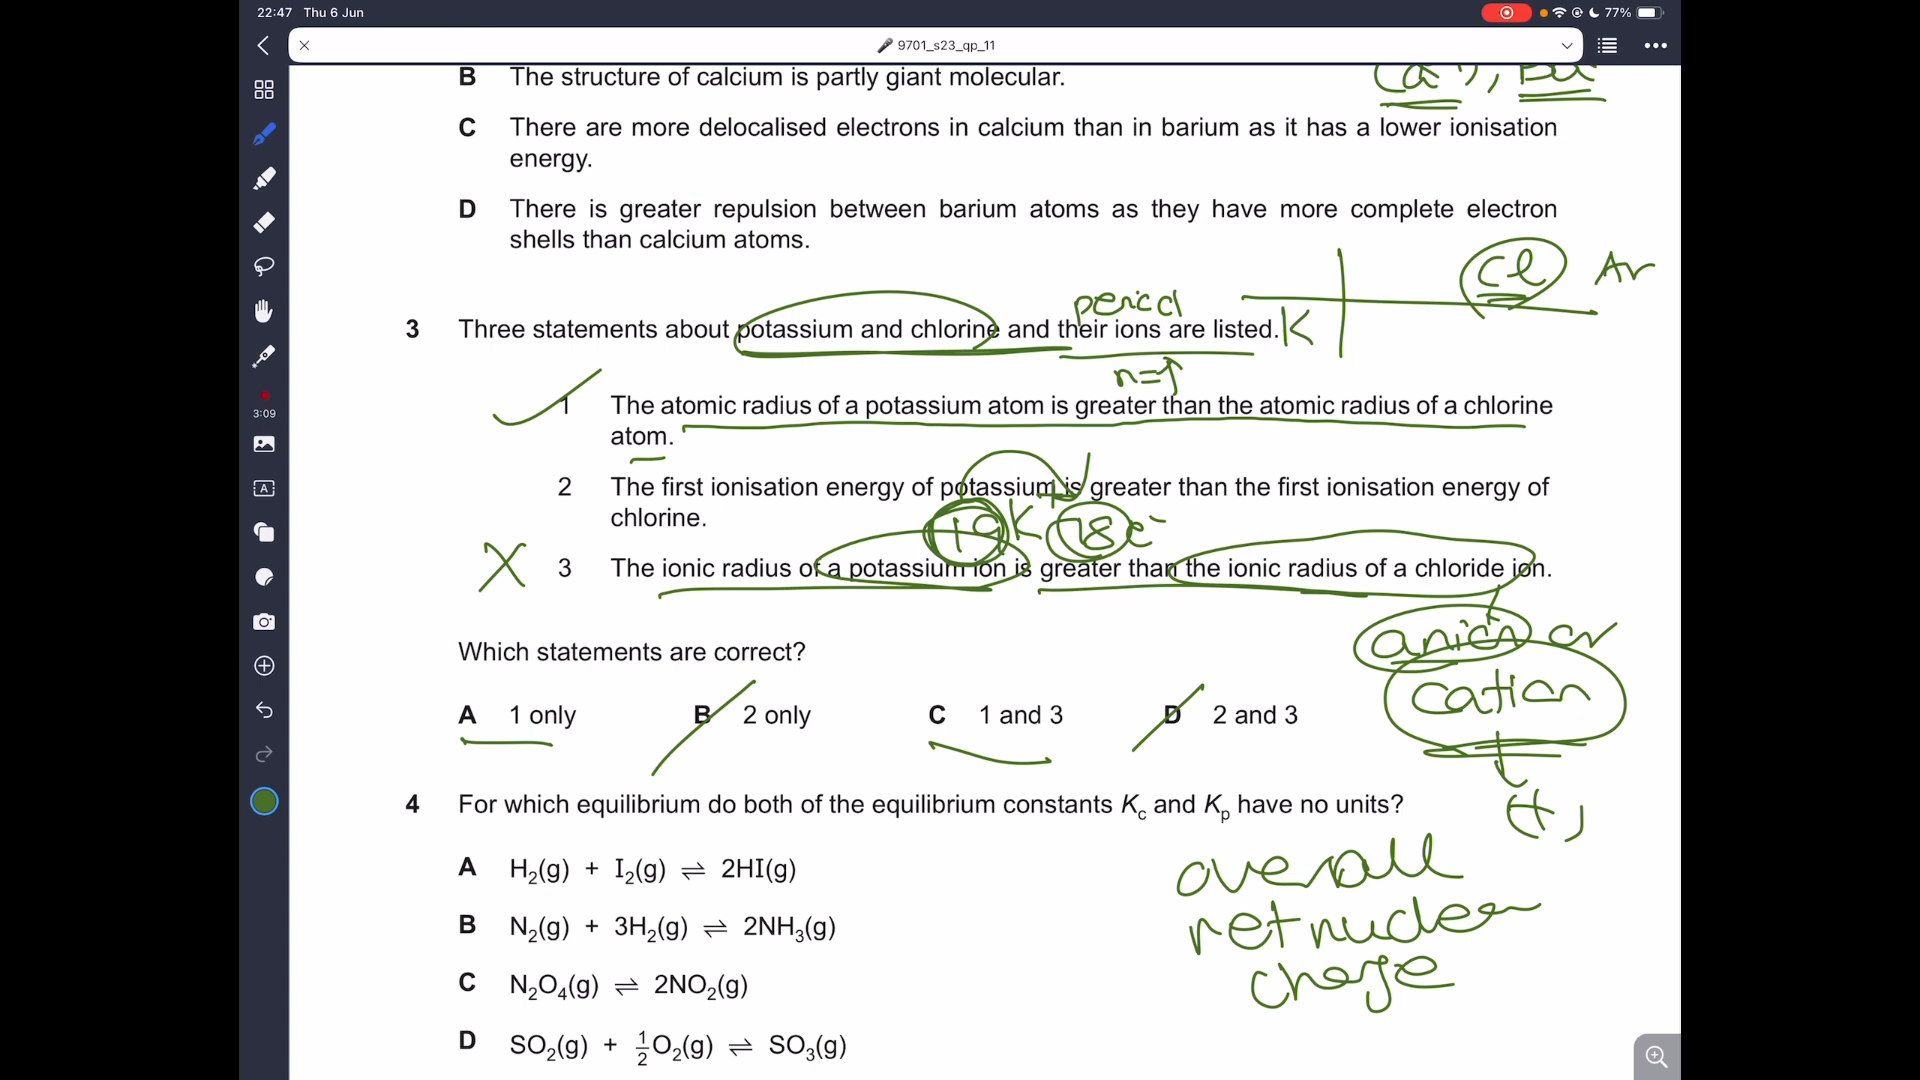 22:47 Thu 6 Jun
77%
9701_s23_qp_11
B The structure of calcium is partly giant molecular.
C There are more delocalised electrons in calcium than in barium as it has a lower ionisation
energy.
D There is greater repulsion between barium atoms as they have more complete electron
shells than calcium atoms.
Cl Ar
period
3 Three statements about potassium and chlorine and their ions are listed. K
n=↑
1 The atomic radius of a potassium atom is greater than the atomic radius of a chlorine
atom.
2 The first ionisation energy of potassium is greater than the first ionisation energy of
chlorine.
19 K+ 18 e-
3 The ionic radius of a potassium ion is greater than the ionic radius of a chloride ion.
anion or
cation
(+)
Which statements are correct?
A 1 only B 2 only C 1 and 3 D 2 and 3
4 For which equilibrium do both of the equilibrium constants Kc and Kp have no units?
A H₂(g) + I₂(g) ⇌ 2HI(g)
B N₂(g) + 3H₂(g) ⇌ 2NH₃(g)
C N₂O₄(g) ⇌ 2NO₂(g)
D SO₂(g) + ½O₂(g) ⇌ SO₃(g)
overall
net nuclear
charge
3:09